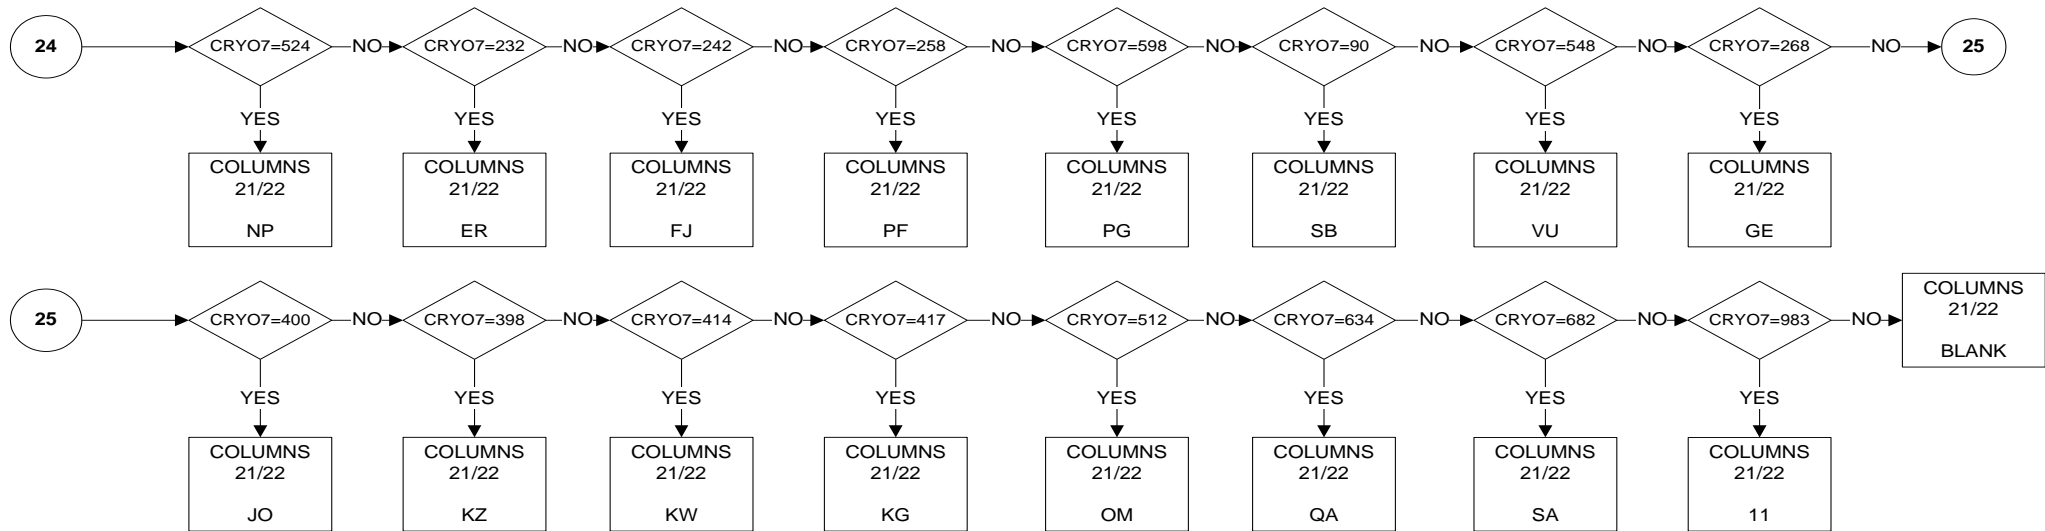 24
CRYO7=524
NO
CRYO7=232
NO
CRYO7=242
NO
CRYO7=258
NO
CRYO7=598
NO
CRYO7=90
NO
CRYO7=548
NO
CRYO7=268
NO
25
YES
YES
YES
YES
YES
YES
YES
YES
COLUMNS
21/22
NP
COLUMNS
21/22
ER
COLUMNS
21/22
FJ
COLUMNS
21/22
PF
COLUMNS
21/22
PG
COLUMNS
21/22
SB
COLUMNS
21/22
VU
COLUMNS
21/22
GE
25
CRYO7=400
NO
CRYO7=398
NO
CRYO7=414
NO
CRYO7=417
NO
CRYO7=512
NO
CRYO7=634
NO
CRYO7=682
NO
CRYO7=983
NO
COLUMNS
21/22
BLANK
YES
YES
YES
YES
YES
YES
YES
YES
COLUMNS
21/22
JO
COLUMNS
21/22
KZ
COLUMNS
21/22
KW
COLUMNS
21/22
KG
COLUMNS
21/22
OM
COLUMNS
21/22
QA
COLUMNS
21/22
SA
COLUMNS
21/22
11